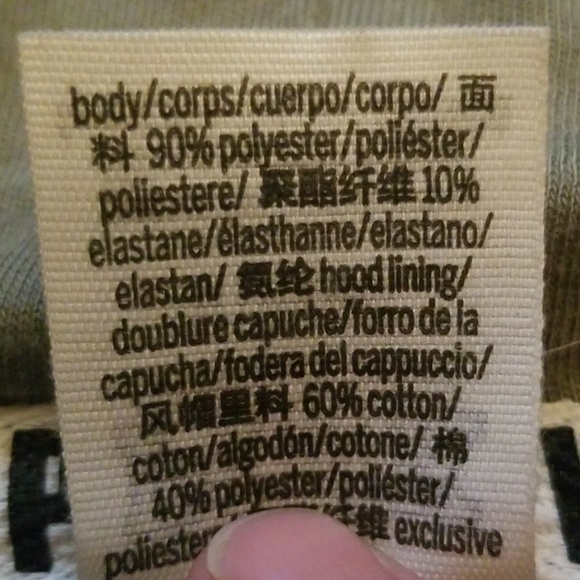 body/corps/cuerpo/corpo/ 面
料 90% polyester/poliéster/
poliestere/ 聚酯纤维 10%
elastane/élasthanne/elastano/
elastan/ 氨纶 hood lining/
doublure capuche/forro de la
capucha/fodera del cappuccio/
风帽里料 60% cotton/
coton/algodón/cotone/ 棉
40% polyester/poliéster/
纤维 exclusive